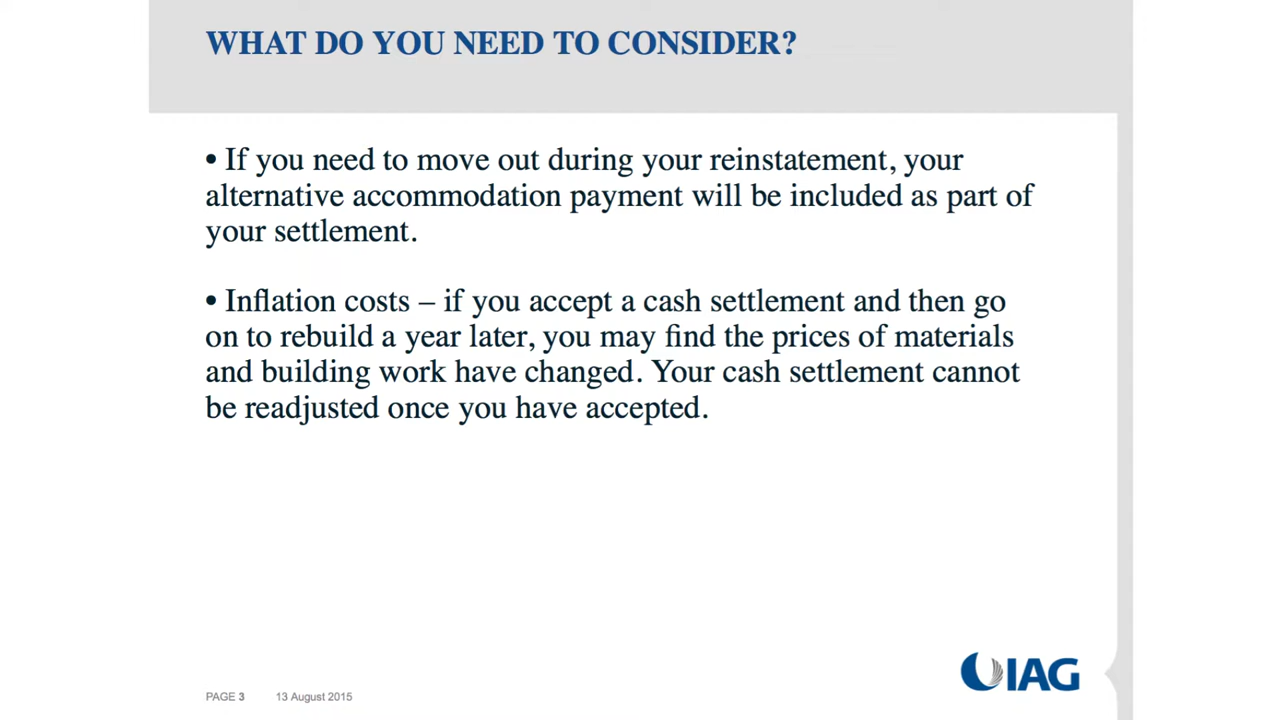 WHAT DO YOU NEED TO CONSIDER?
• If you need to move out during your reinstatement, your
alternative accommodation payment will be included as part of
your settlement.
• Inflation costs – if you accept a cash settlement and then go
on to rebuild a year later, you may find the prices of materials
and building work have changed. Your cash settlement cannot
be readjusted once you have accepted.
IAG
PAGE 3 13 August 2015